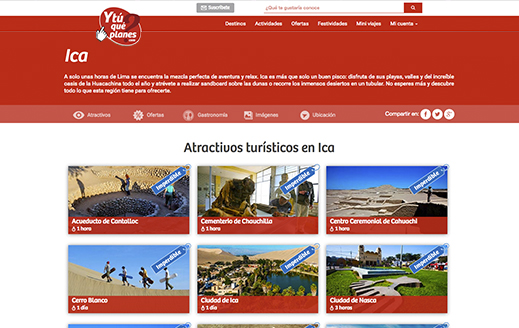 Y tú
qué
planes
Suscríbete
¿Qué te gustaría conocer
Destinos Actividades Ofertas Festividades Mini viajes Mi cuenta
Ica
A solo unas horas de Lima se encuentra la mezcla perfecta de aventura y relax. Ica es más que solo un buen pisco: disfruta de sus playas, valles y del increíble
oasis de la Huacachina todo el año y atrévete a realizar sandboard sobre las dunas o recorre los inmensos desiertos en un tubular. No esperes más y descubre
todo lo que esta región tiene para ofrecerte.
Atractivos Ofertas Gastronomía Imágenes Ubicación Compartir en:
Atractivos turísticos en Ica
Imperdible Imperdible Imperdible
Acueducto de Cantalloc Cementerio de Chauchilla Centro Ceremonial de Cahuachi
1 hora 1 hora 1 hora
Imperdible Imperdible Imperdible
Cerro Blanco Ciudad de Ica Ciudad de Nasca
1 día 1 día 3 horas